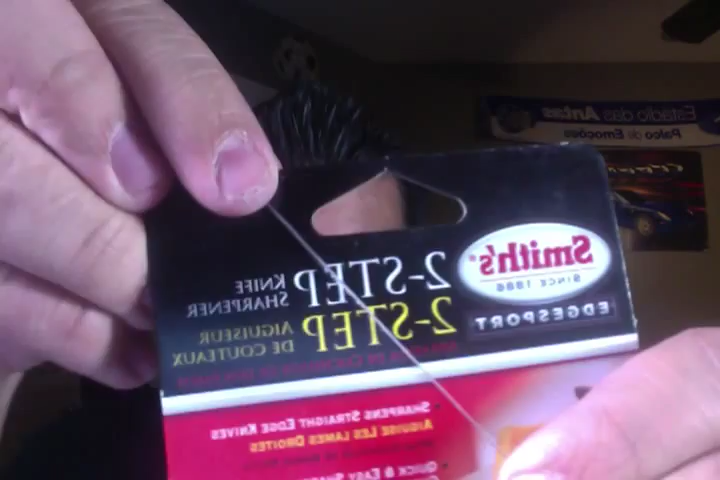 Estadio das Antas
Palco de Emoções
Smith's
SINCE 1886
EDGESPORT
2-STEP KNIFE SHARPENER
2-STEP AIGUISEUR DE COUTEAUX
• SHARPENS STRAIGHT EDGE KNIVES
AIGUISE LES LAMES DROITES
• QUICK & EASY